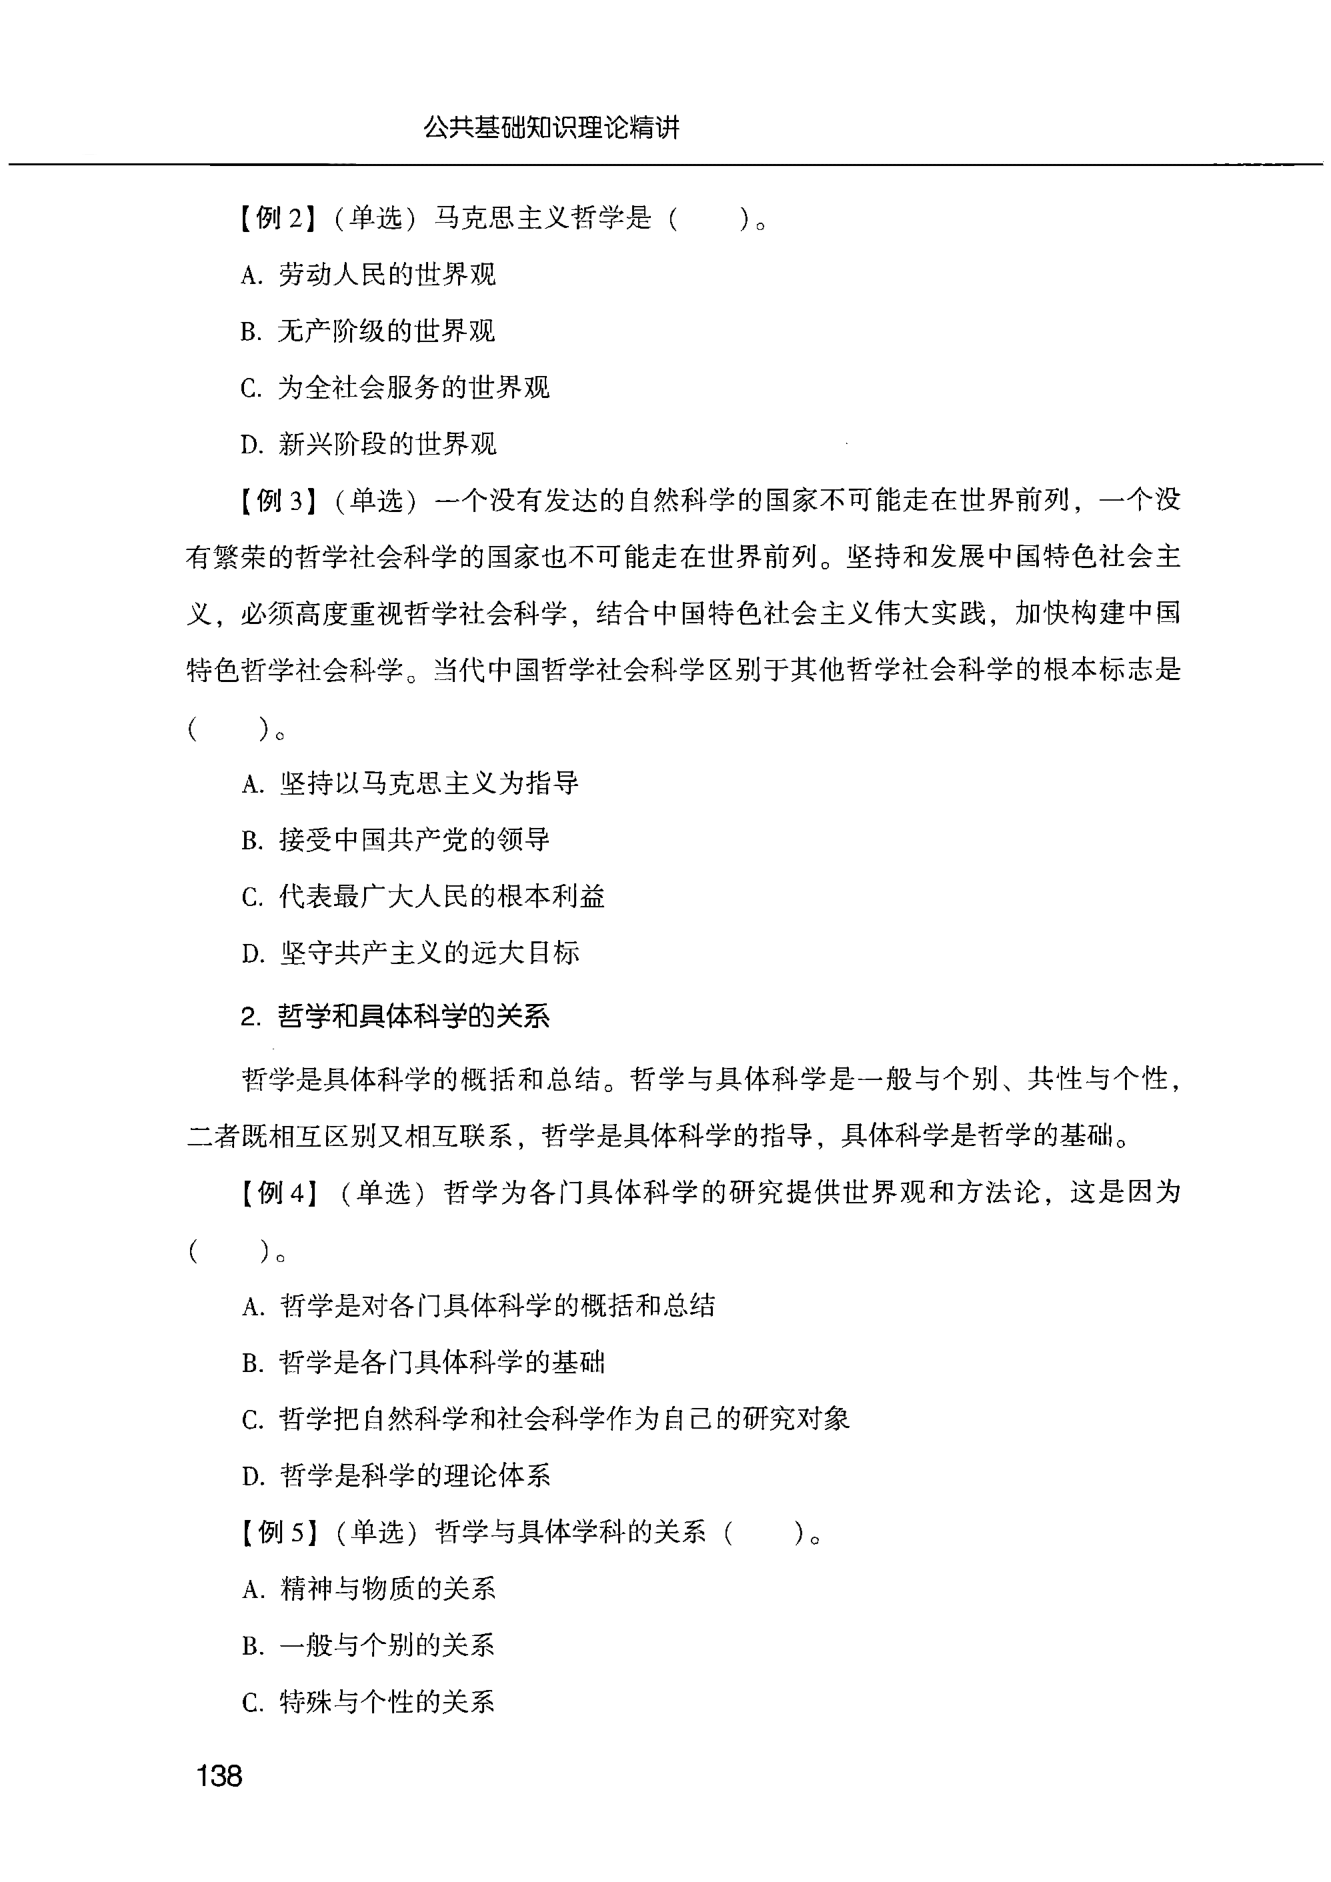 公共基础知识理论精讲
【例 2】（单选）马克思主义哲学是（　　）。
A. 劳动人民的世界观
B. 无产阶级的世界观
C. 为全社会服务的世界观
D. 新兴阶段的世界观
【例 3】（单选）一个没有发达的自然科学的国家不可能走在世界前列，一个没
有繁荣的哲学社会科学的国家也不可能走在世界前列。坚持和发展中国特色社会主
义，必须高度重视哲学社会科学，结合中国特色社会主义伟大实践，加快构建中国
特色哲学社会科学。当代中国哲学社会科学区别于其他哲学社会科学的根本标志是
（　　）。
A. 坚持以马克思主义为指导
B. 接受中国共产党的领导
C. 代表最广大人民的根本利益
D. 坚守共产主义的远大目标
2. 哲学和具体科学的关系
哲学是具体科学的概括和总结。哲学与具体科学是一般与个别、共性与个性，
二者既相互区别又相互联系，哲学是具体科学的指导，具体科学是哲学的基础。
【例 4】（单选）哲学为各门具体科学的研究提供世界观和方法论，这是因为
（　　）。
A. 哲学是对各门具体科学的概括和总结
B. 哲学是各门具体科学的基础
C. 哲学把自然科学和社会科学作为自己的研究对象
D. 哲学是科学的理论体系
【例 5】（单选）哲学与具体学科的关系（　　）。
A. 精神与物质的关系
B. 一般与个别的关系
C. 特殊与个性的关系
138